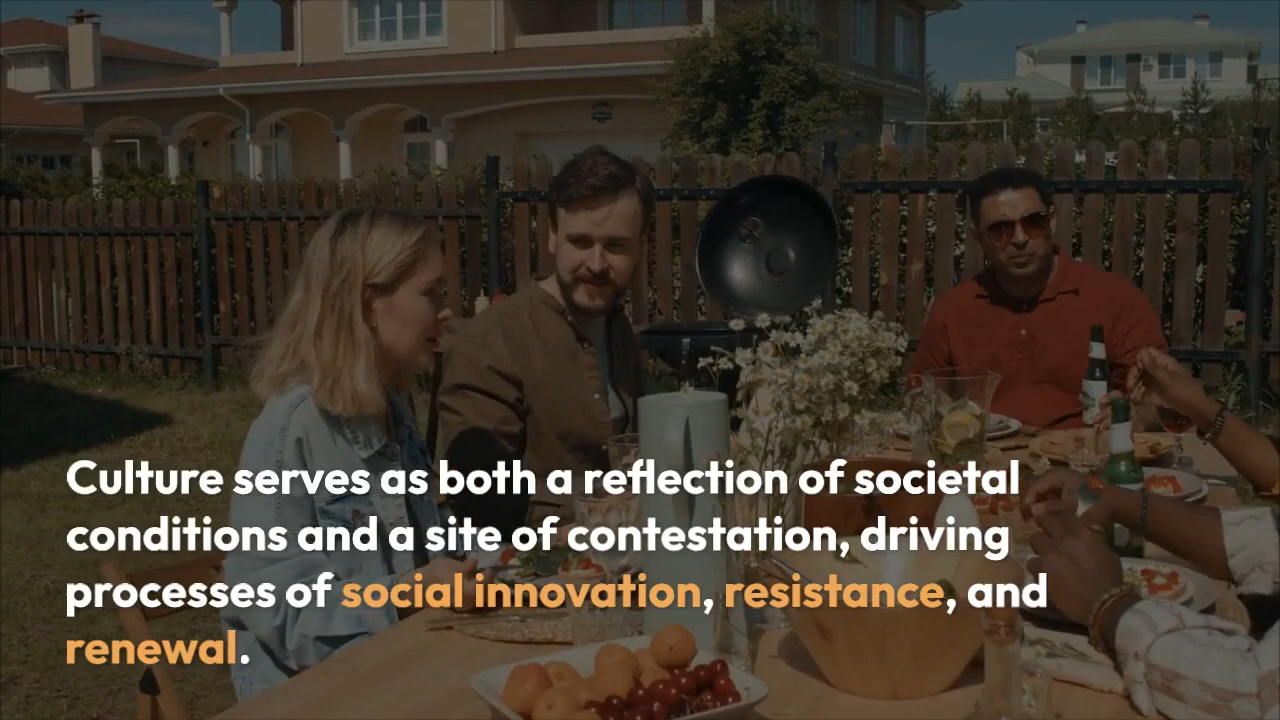 Culture serves as both a reflection of societal
conditions and a site of contestation, driving
processes of social innovation, resistance, and
renewal.